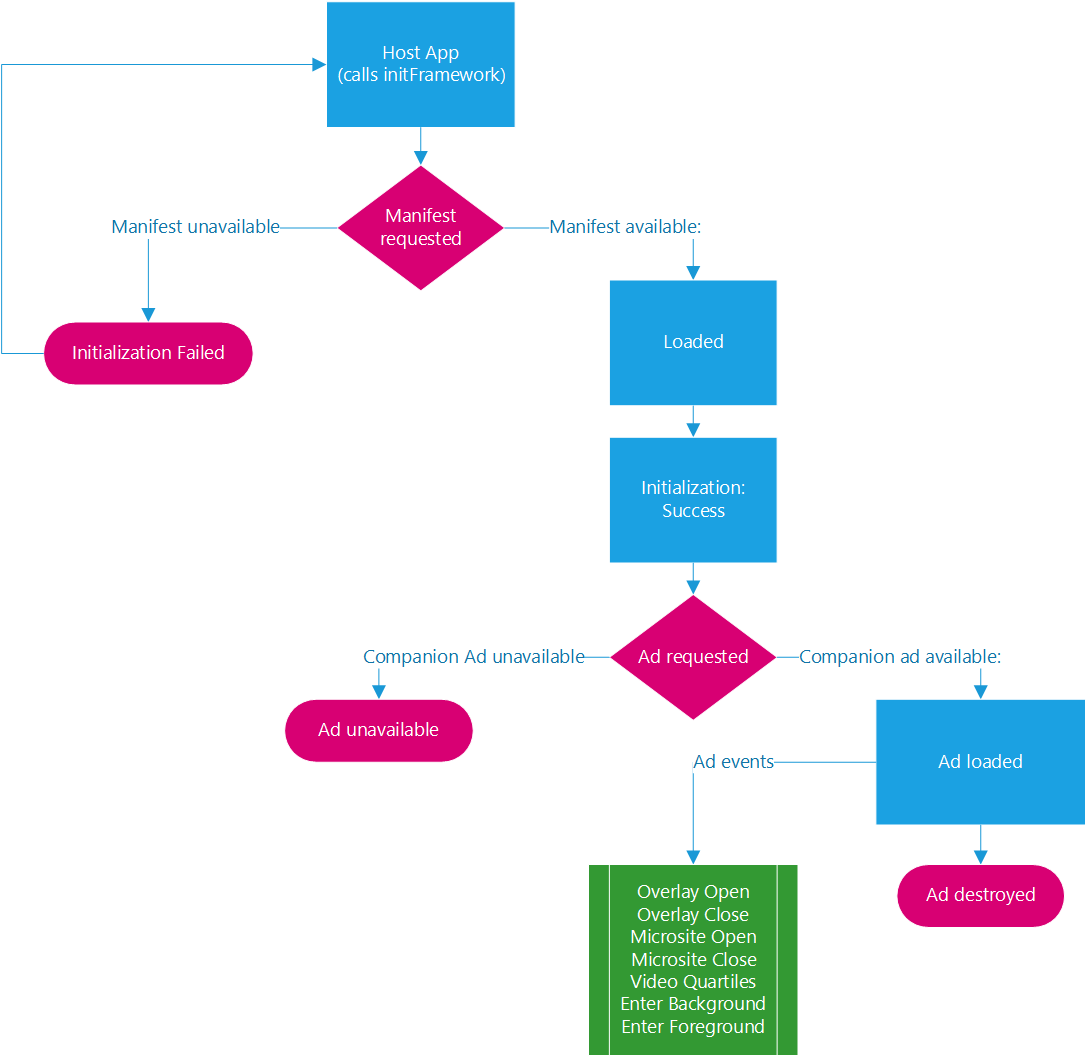 Host App
(calls initFramework)
Manifest
requested
Manifest unavailable
Manifest available:
Initialization Failed
Loaded
Initialization:
Success
Companion Ad unavailable
Ad requested
Companion ad available:
Ad unavailable
Ad events
Ad loaded
Overlay Open
Overlay Close
Microsite Open
Microsite Close
Video Quartiles
Enter Background
Enter Foreground
Ad destroyed